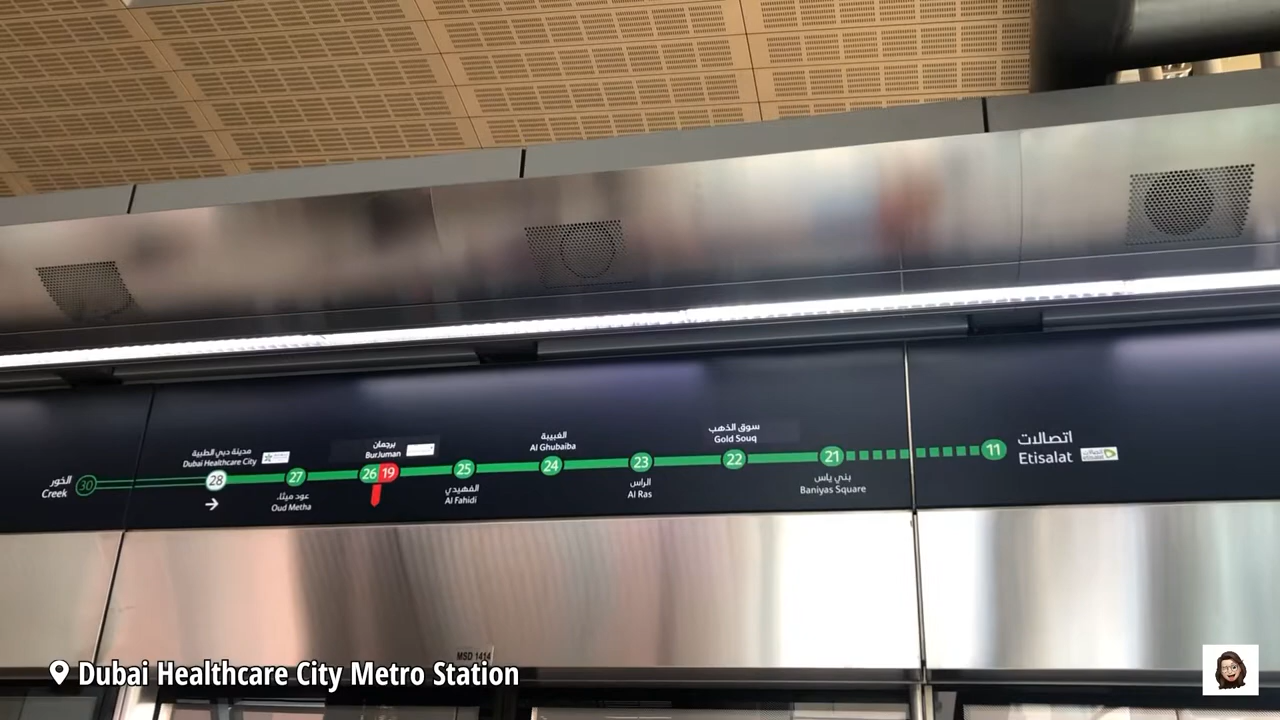 الخور
Creek
30
مدينة دبي الطبية
Dubai Healthcare City
28
27
عود ميثاء
Oud Metha
برجمان
BurJuman
26 19
25
الفهيدي
Al Fahidi
الغبيبة
Al Ghubaiba
24
23
الراس
Al Ras
سوق الذهب
Gold Souq
22
21
بني ياس
Baniyas Square
11
اتصالات
Etisalat
MSD 1414
Dubai Healthcare City Metro Station